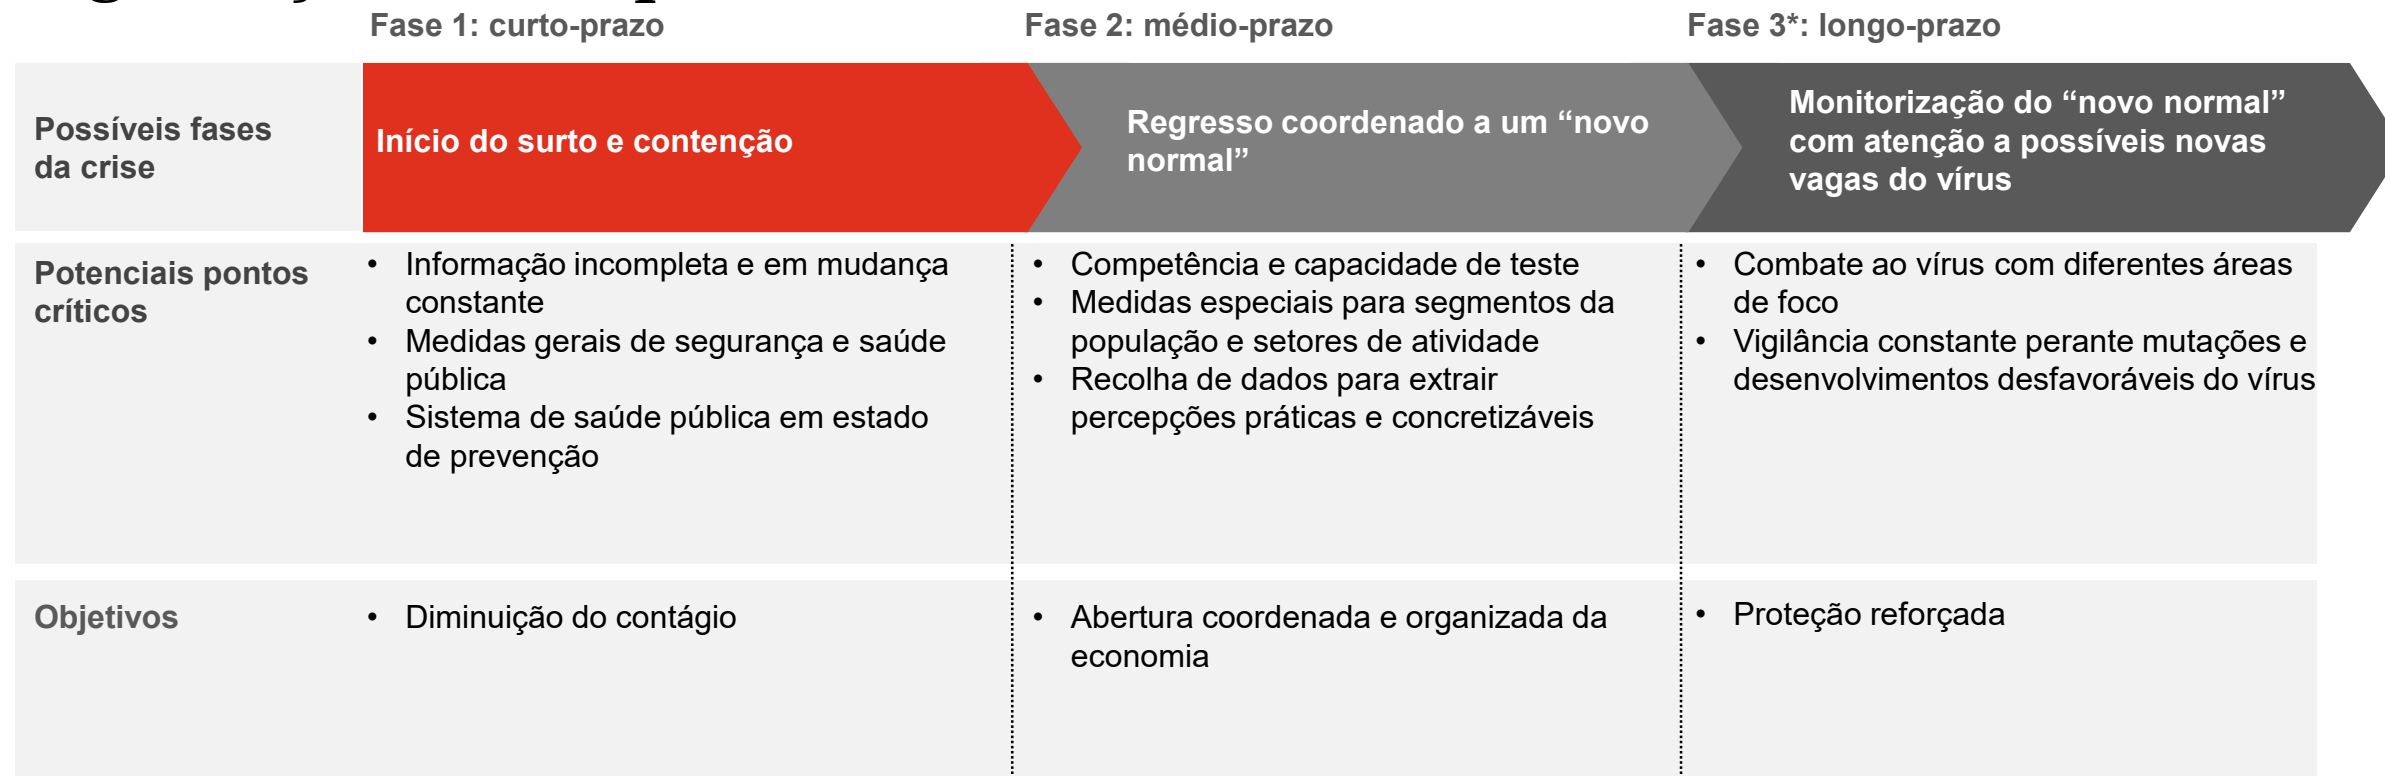 Fase 1: curto-prazo
Fase 2: médio-prazo
Fase 3*: longo-prazo
Possíveis fases
da crise
Início do surto e contenção
Regresso coordenado a um “novo
normal”
Monitorização do “novo normal”
com atenção a possíveis novas
vagas do vírus
Potenciais pontos
críticos
• Informação incompleta e em mudança
constante
• Medidas gerais de segurança e saúde
pública
• Sistema de saúde pública em estado
de prevenção
• Competência e capacidade de teste
• Medidas especiais para segmentos da
população e setores de atividade
• Recolha de dados para extrair
percepções práticas e concretizáveis
• Combate ao vírus com diferentes áreas
de foco
• Vigilância constante perante mutações e
desenvolvimentos desfavoráveis do vírus
Objetivos
• Diminuição do contágio
• Abertura coordenada e organizada da
economia
• Proteção reforçada